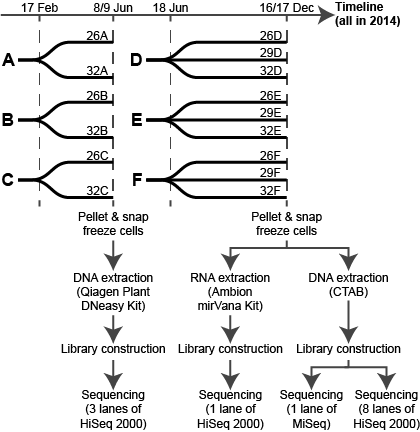 17 Feb 8/9 Jun 18 Jun 16/17 Dec Timeline
(all in 2014)
26A 26D
A D 29D
32A 32D
26B 26E
B E 29E
32B 32E
26C 26F
C F 29F
32C 32F
Pellet & snap
freeze cells
Pellet & snap
freeze cells
DNA extraction
(Qiagen Plant
DNeasy Kit)
RNA extraction
(Ambion
mirVana Kit)
DNA extraction
(CTAB)
Library construction
Library construction
Library construction
Sequencing
(3 lanes of
HiSeq 2000)
Sequencing
(1 lane of
HiSeq 2000)
Sequencing
(1 lane of
MiSeq)
Sequencing
(8 lanes of
HiSeq 2000)